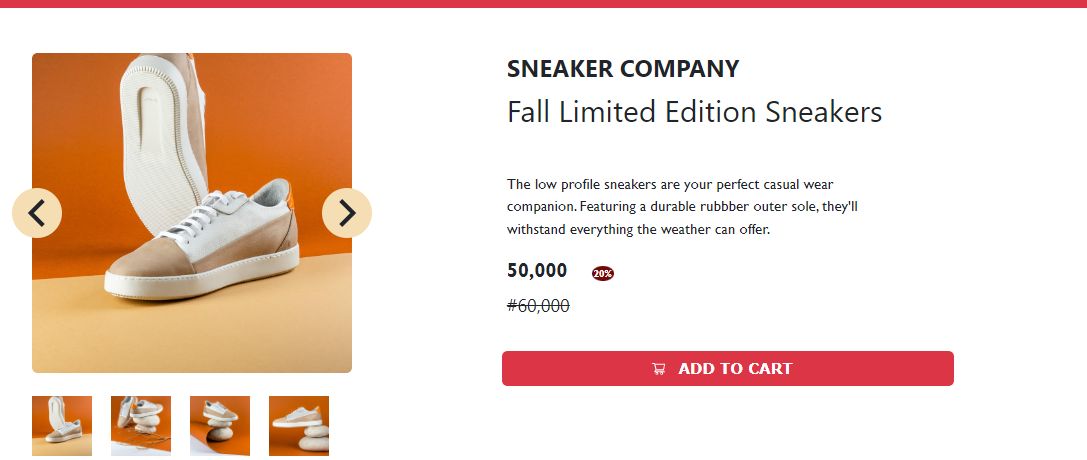 SNEAKER COMPANY
Fall Limited Edition Sneakers
The low profile sneakers are your perfect casual wear
companion. Featuring a durable rubbber outer sole, they'll
withstand everything the weather can offer.
50,000 20%
#60,000
ADD TO CART